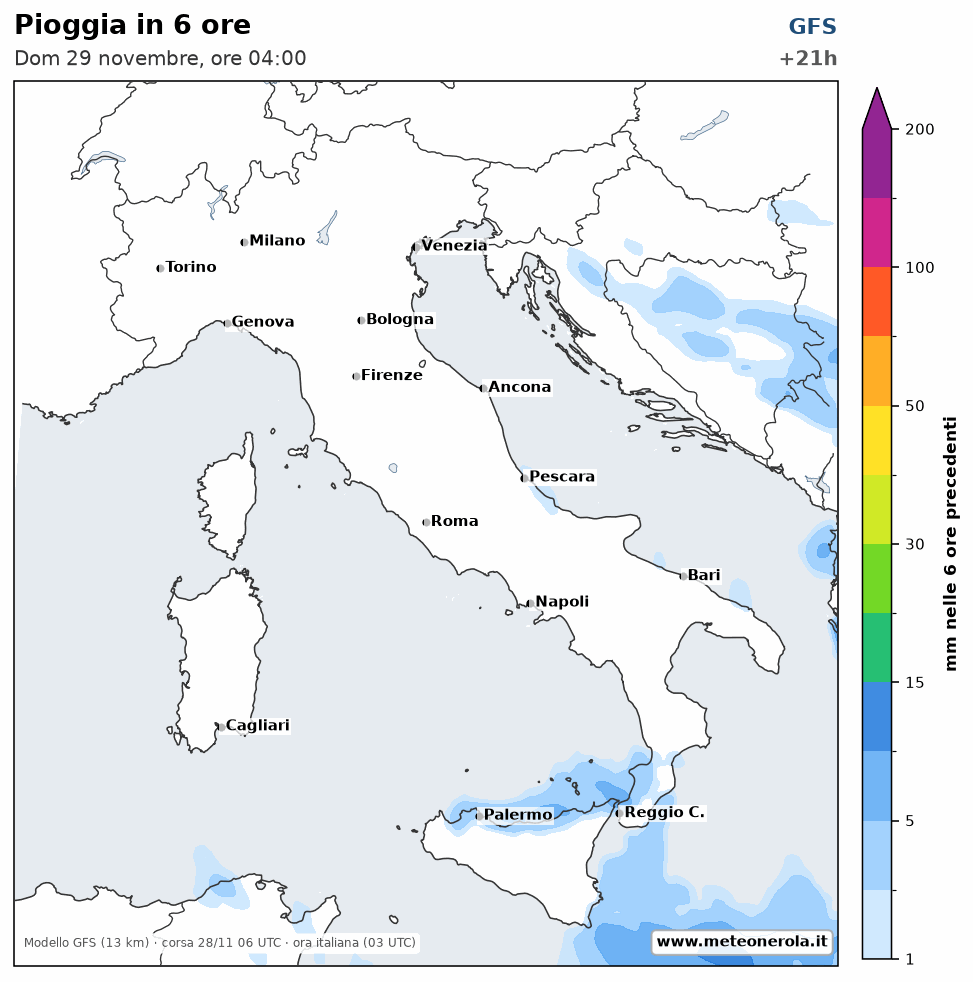 Pioggia in 6 ore
GFS
Dom 29 novembre, ore 04:00
+21h
200
100
50
30
15
5
1
mm nelle 6 ore precedenti
Milano
Venezia
Torino
Genova
Bologna
Firenze
Ancona
Pescara
Roma
Bari
Napoli
Cagliari
Palermo
Reggio C.
Modello GFS (13 km) · corsa 28/11 06 UTC · ora italiana (03 UTC)
www.meteonerola.it